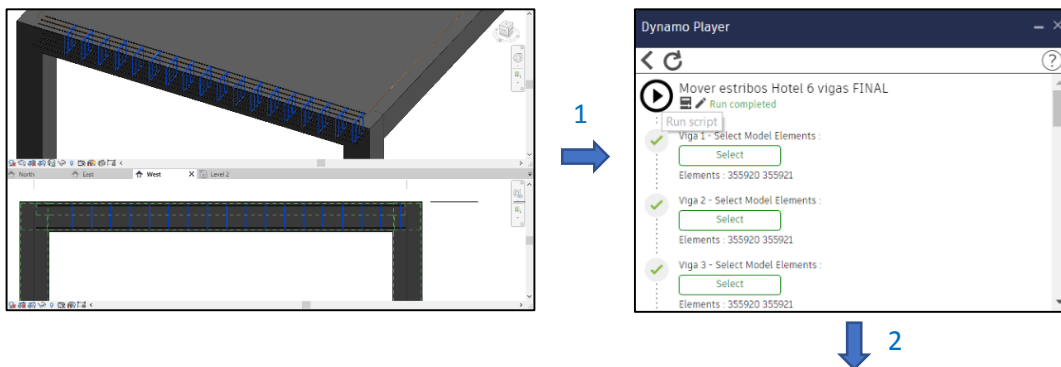 North
East
West
X
Level 2
1
Dynamo Player
Mover estribos Hotel 6 vigas FINAL
Run completed
Run script
Viga 1 - Select Model Elements :
Select
Elements : 355920 355921
Viga 2 - Select Model Elements :
Select
Elements : 355920 355921
Viga 3 - Select Model Elements :
Select
Elements : 355920 355921
2